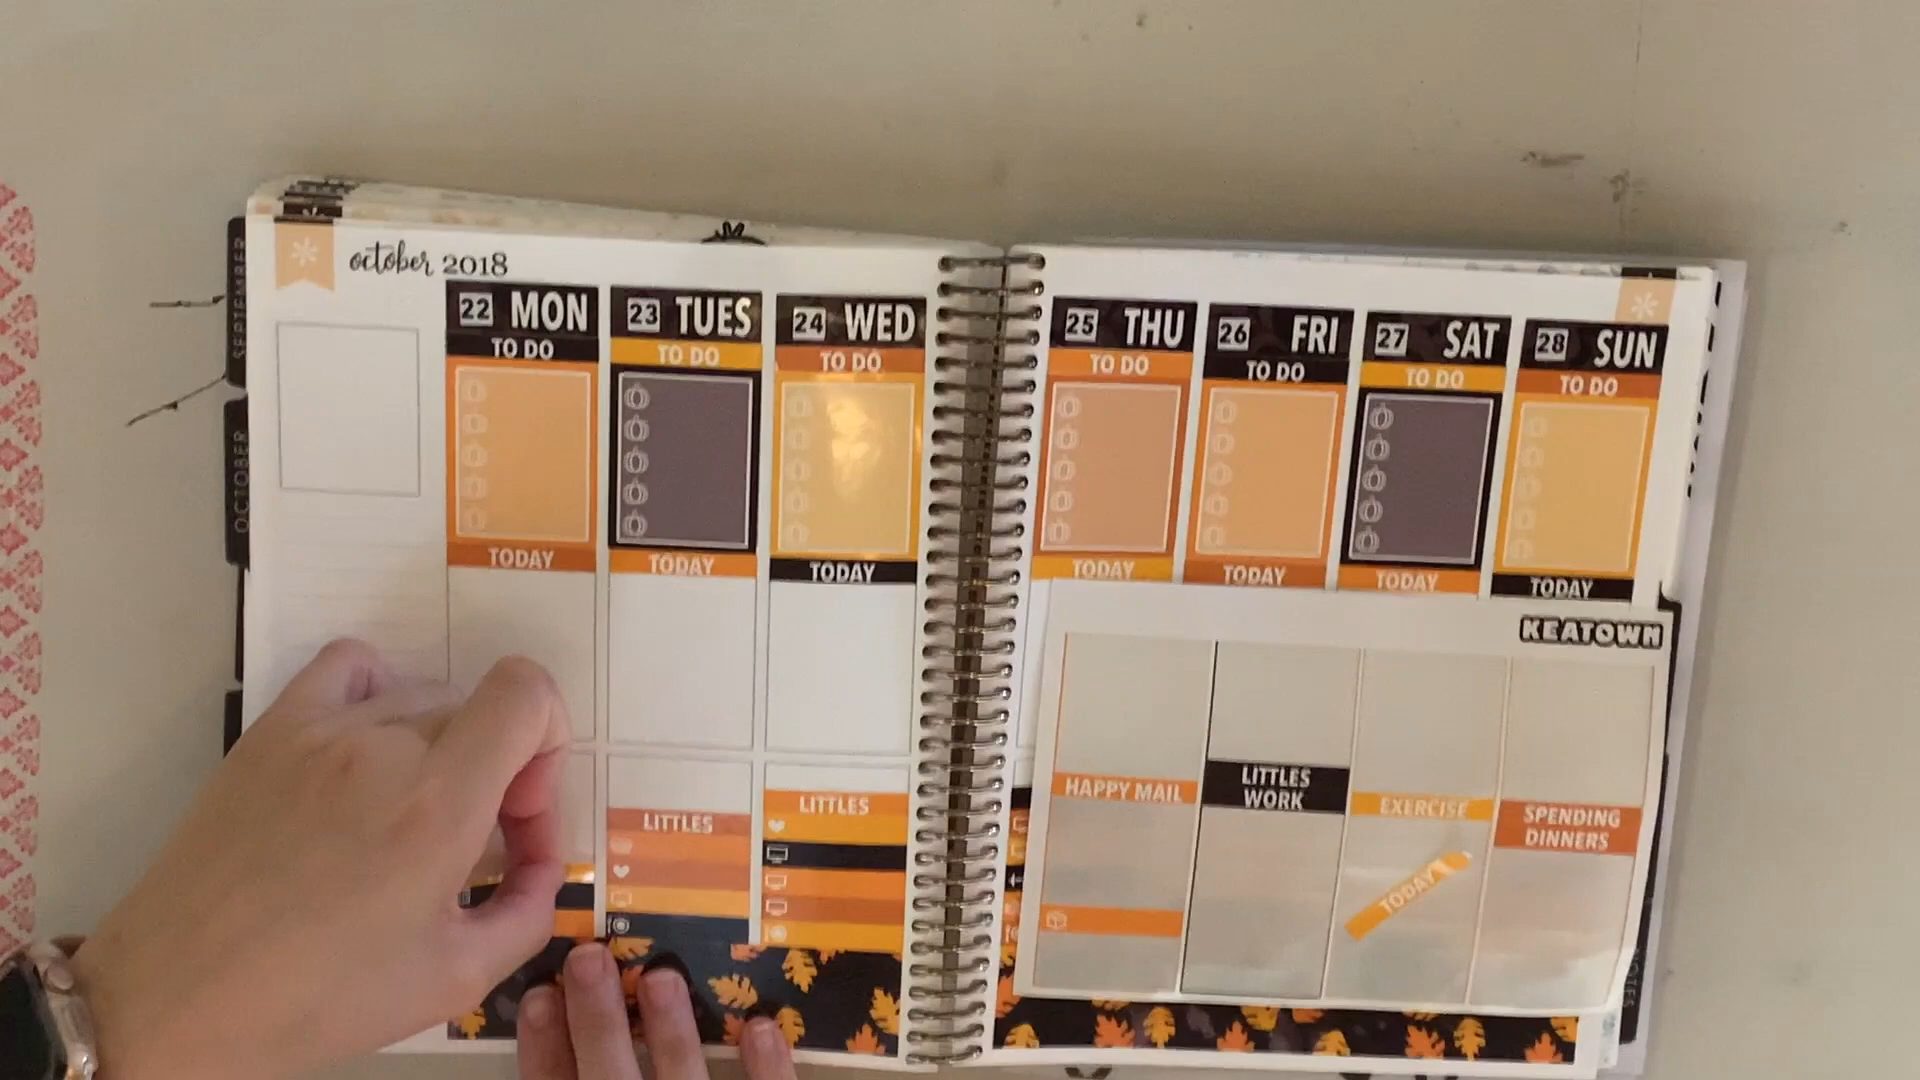 october 2018
22 MON
23 TUES
24 WED
25 THU
26 FRI
27 SAT
28 SUN
TO DO
TO DO
TO DO
TO DO
TO DO
TO DO
TO DO
TODAY
TODAY
TODAY
TODAY
TODAY
TODAY
TODAY
SEPTEMBER
OCTOBER
LITTLES
LITTLES
KEATOWN
HAPPY MAIL
LITTLES
WORK
EXERCISE
SPENDING
DINNERS
TODAY